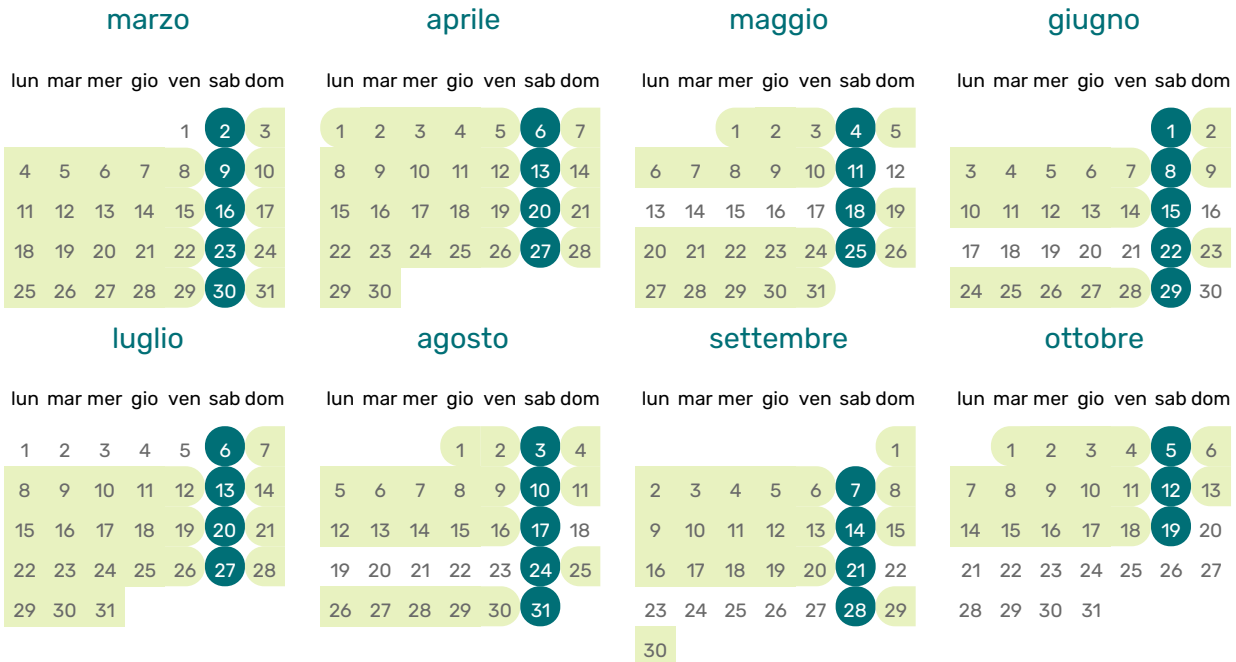 marzo aprile maggio giugno
lun mar mer gio ven sab dom lun mar mer gio ven sab dom lun mar mer gio ven sab dom lun mar mer gio ven sab dom
1 2 3 1 2 3 4 5 6 7 1 2 3 4 5 1 2
4 5 6 7 8 9 10 8 9 10 11 12 13 14 6 7 8 9 10 11 12 3 4 5 6 7 8 9
11 12 13 14 15 16 17 15 16 17 18 19 20 21 13 14 15 16 17 18 19 10 11 12 13 14 15 16
18 19 20 21 22 23 24 22 23 24 25 26 27 28 20 21 22 23 24 25 26 17 18 19 20 21 22 23
25 26 27 28 29 30 31 29 30 27 28 29 30 31 24 25 26 27 28 29 30
luglio agosto settembre ottobre
lun mar mer gio ven sab dom lun mar mer gio ven sab dom lun mar mer gio ven sab dom lun mar mer gio ven sab dom
1 2 3 4 5 6 7 1 2 3 4 1 1 2 3 4 5 6
8 9 10 11 12 13 14 5 6 7 8 9 10 11 2 3 4 5 6 7 8 7 8 9 10 11 12 13
15 16 17 18 19 20 21 12 13 14 15 16 17 18 9 10 11 12 13 14 15 14 15 16 17 18 19 20
22 23 24 25 26 27 28 19 20 21 22 23 24 25 16 17 18 19 20 21 22 21 22 23 24 25 26 27
29 30 31 26 27 28 29 30 31 23 24 25 26 27 28 29 28 29 30 31
30